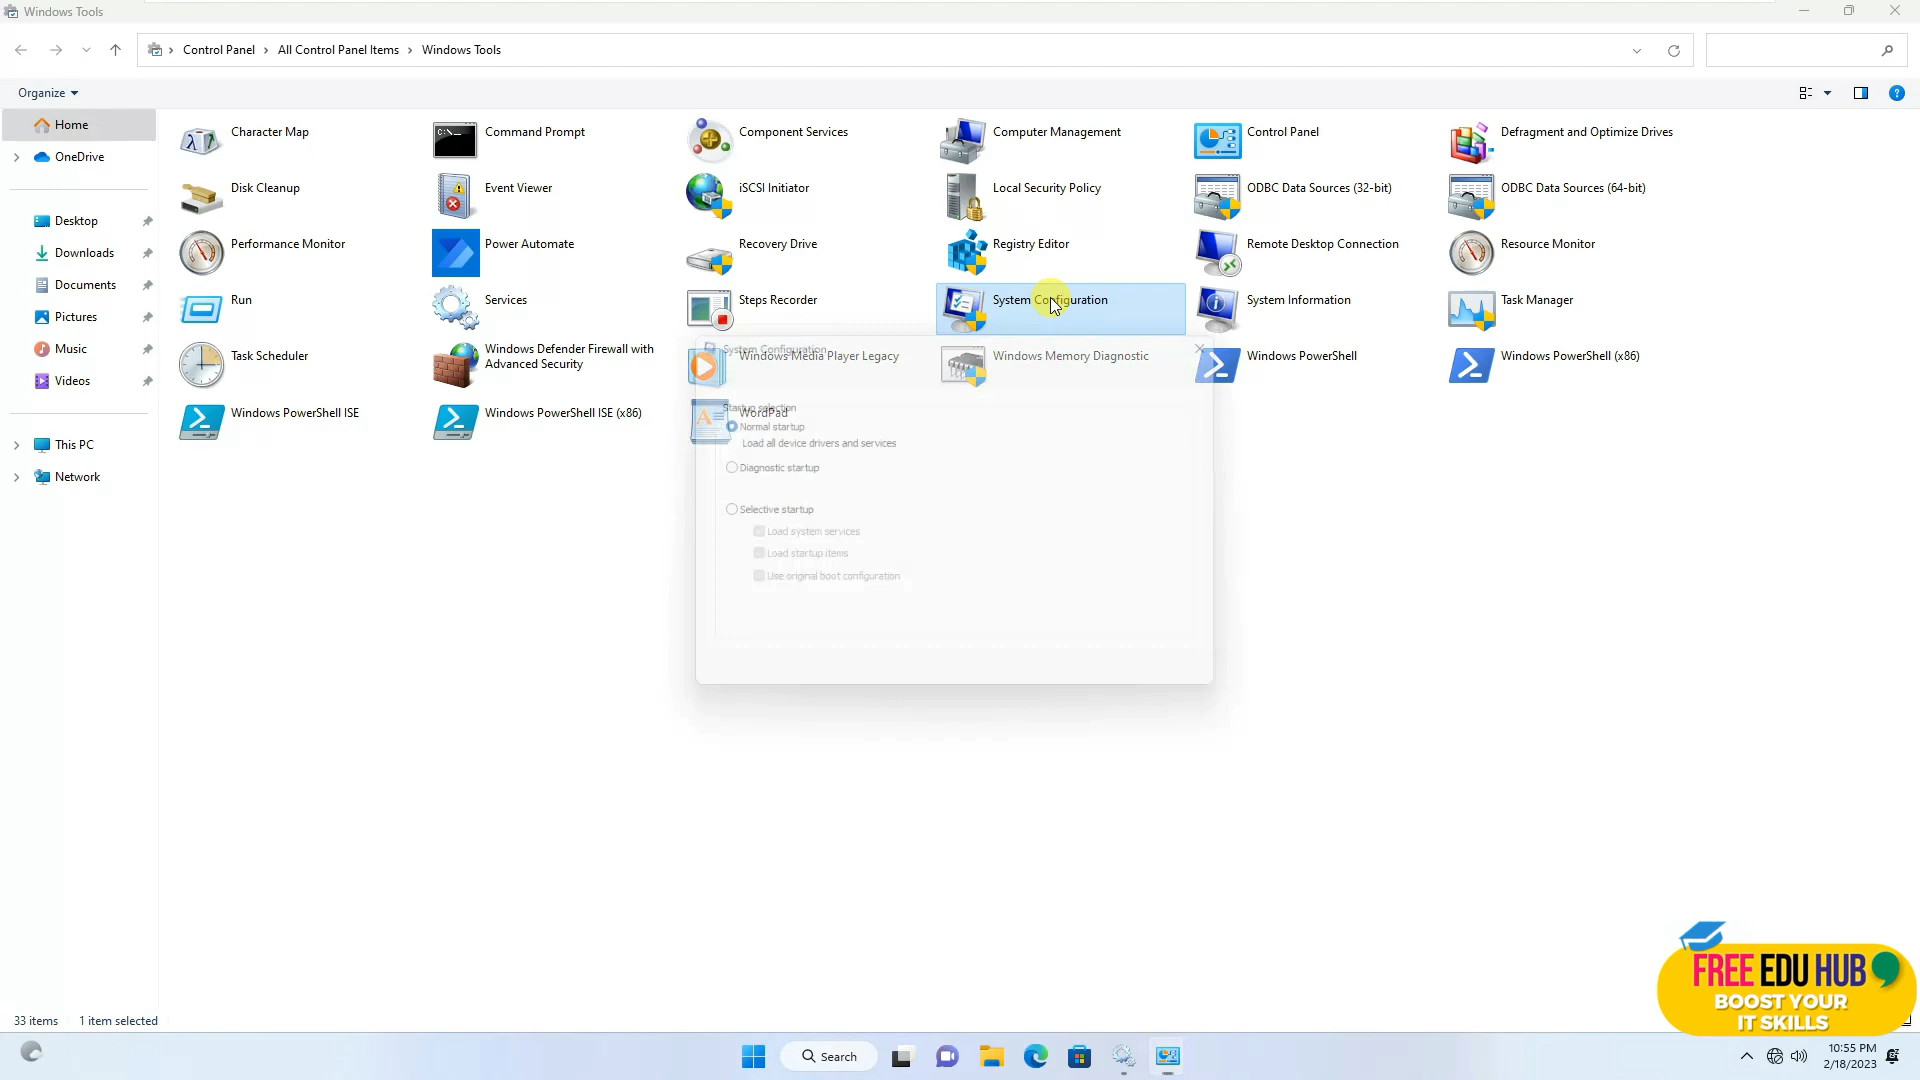 Windows Tools
Control Panel > All Control Panel Items > Windows Tools
Organize
Home
OneDrive
Desktop
Downloads
Documents
Pictures
Music
Videos
This PC
Network
Character Map
Command Prompt
Component Services
Computer Management
Control Panel
Defragment and Optimize Drives
Disk Cleanup
Event Viewer
iSCSI Initiator
Local Security Policy
ODBC Data Sources (32-bit)
ODBC Data Sources (64-bit)
Performance Monitor
Power Automate
Recovery Drive
Registry Editor
Remote Desktop Connection
Resource Monitor
Run
Services
Steps Recorder
System Configuration
System Information
Task Manager
Task Scheduler
Windows Defender Firewall with
Advanced Security
Windows Media Player Legacy
Windows Memory Diagnostic
Windows PowerShell
Windows PowerShell (x86)
Windows PowerShell ISE
Windows PowerShell ISE (x86)
WordPad
System Configuration
Startup selection
Normal startup
Load all device drivers and services
Diagnostic startup
Selective startup
Load system services
Load startup items
Use original boot configuration
33 items
1 item selected
FREE EDU HUB
BOOST YOUR
IT SKILLS
Search
10:55 PM
2/18/2023